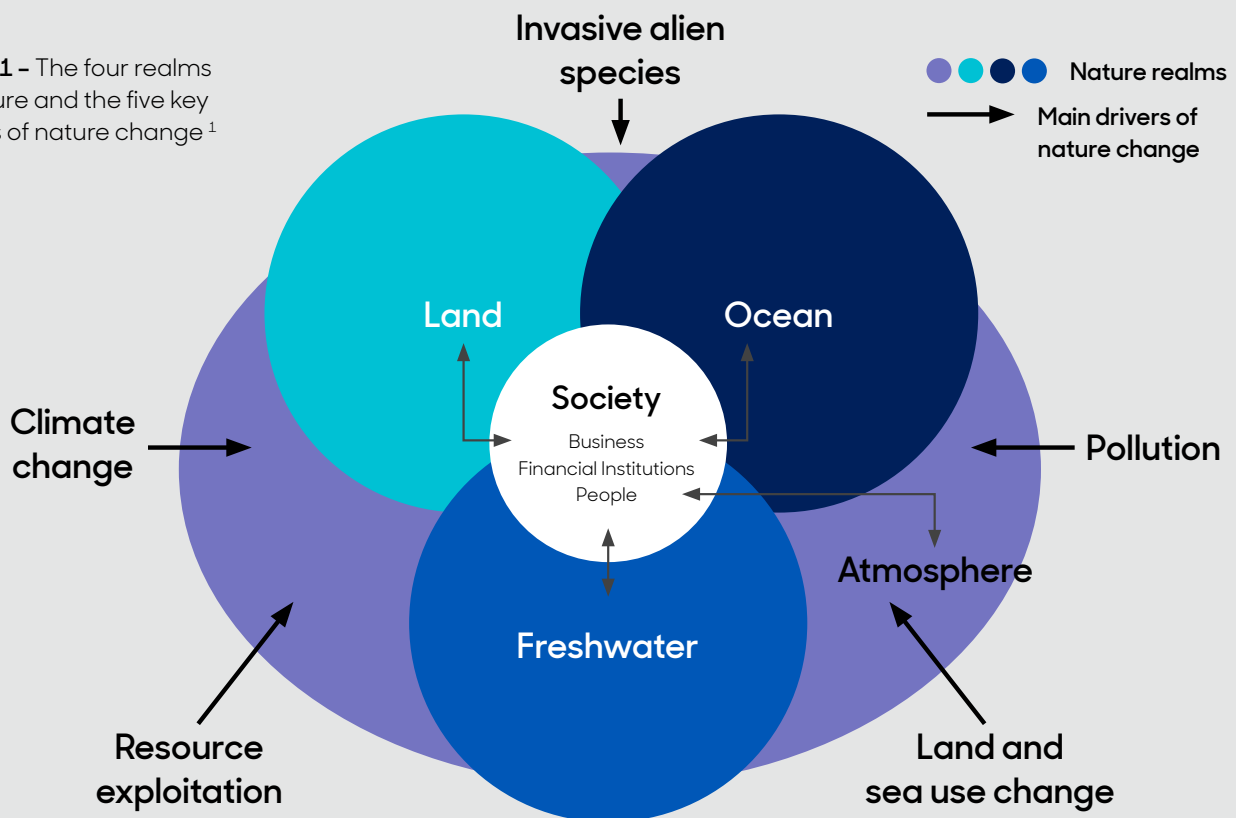 1 – The four realms
ure and the five key
s of nature change 1
Invasive alien
species
Nature realms
Main drivers of
nature change
Land
Ocean
Society
Business
Financial Institutions
People
Climate
change
Pollution
Atmosphere
Freshwater
Resource
exploitation
Land and
sea use change